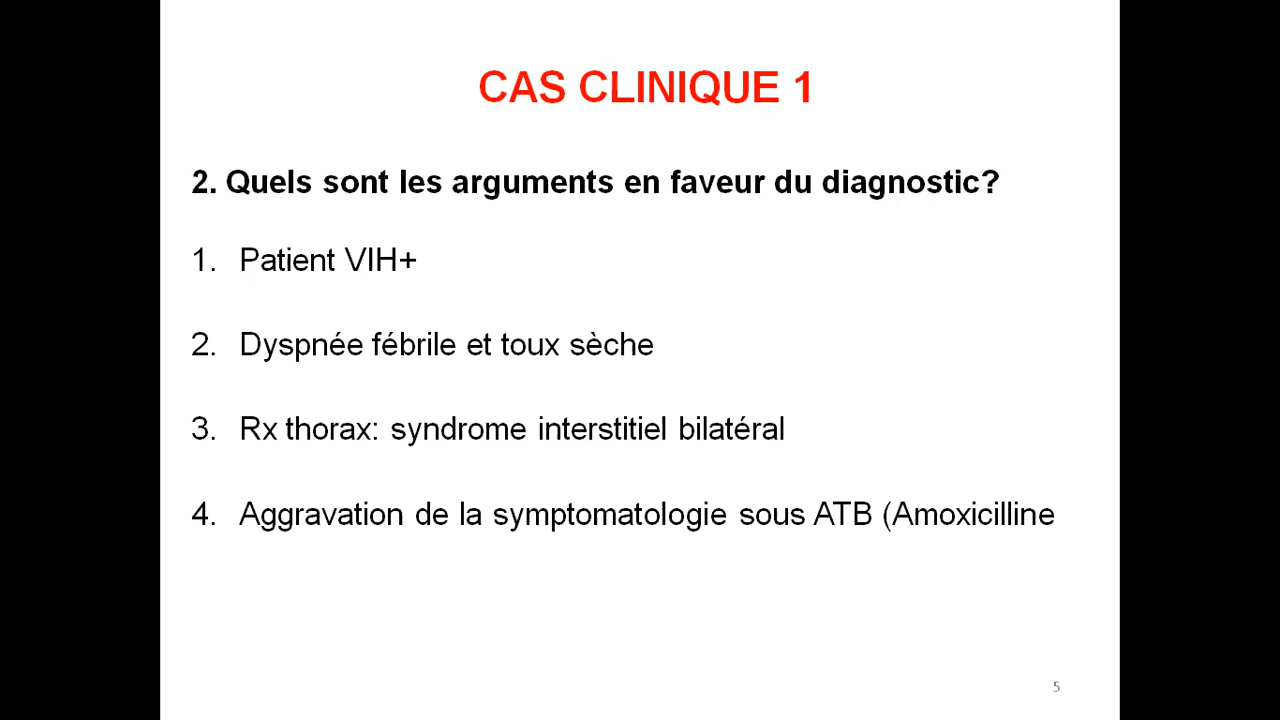 CAS CLINIQUE 1
2. Quels sont les arguments en faveur du diagnostic?
1. Patient VIH+
2. Dyspnée fébrile et toux sèche
3. Rx thorax: syndrome interstitiel bilatéral
4. Aggravation de la symptomatologie sous ATB (Amoxicilline
5